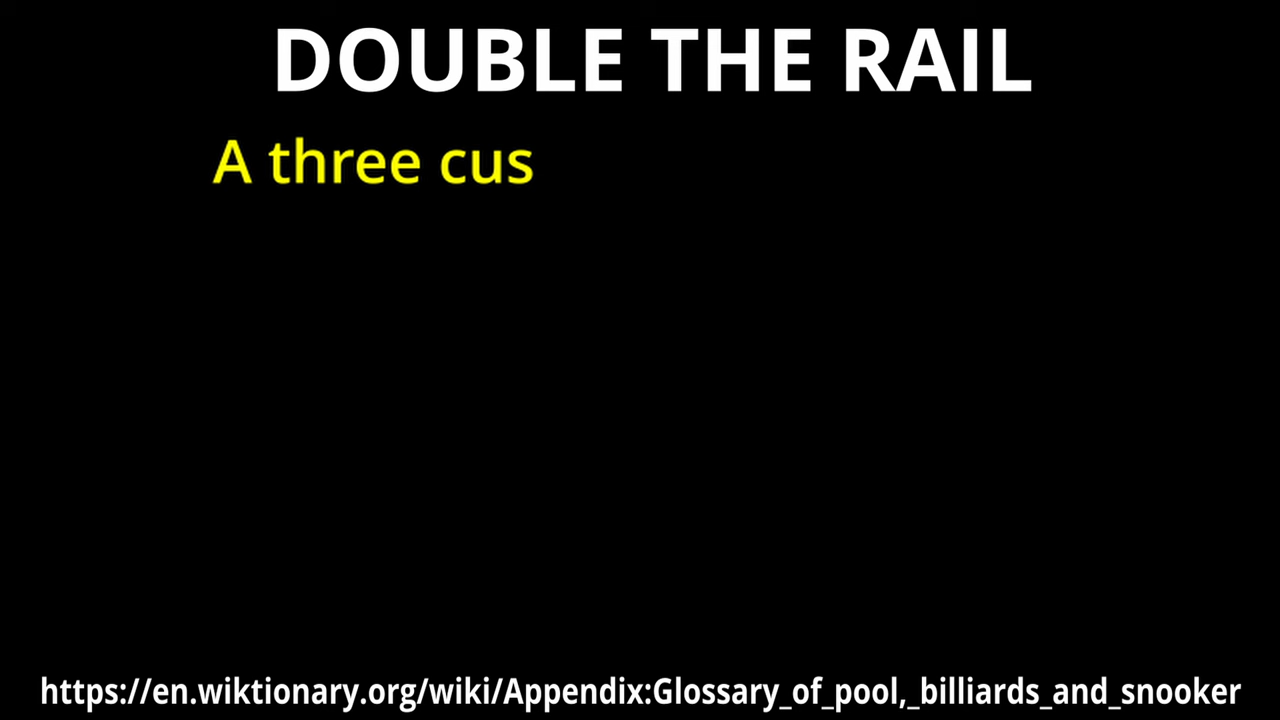 DOUBLE THE RAIL
A three cus
https://en.wiktionary.org/wiki/Appendix:Glossary_of_pool,_billiards_and_snooker